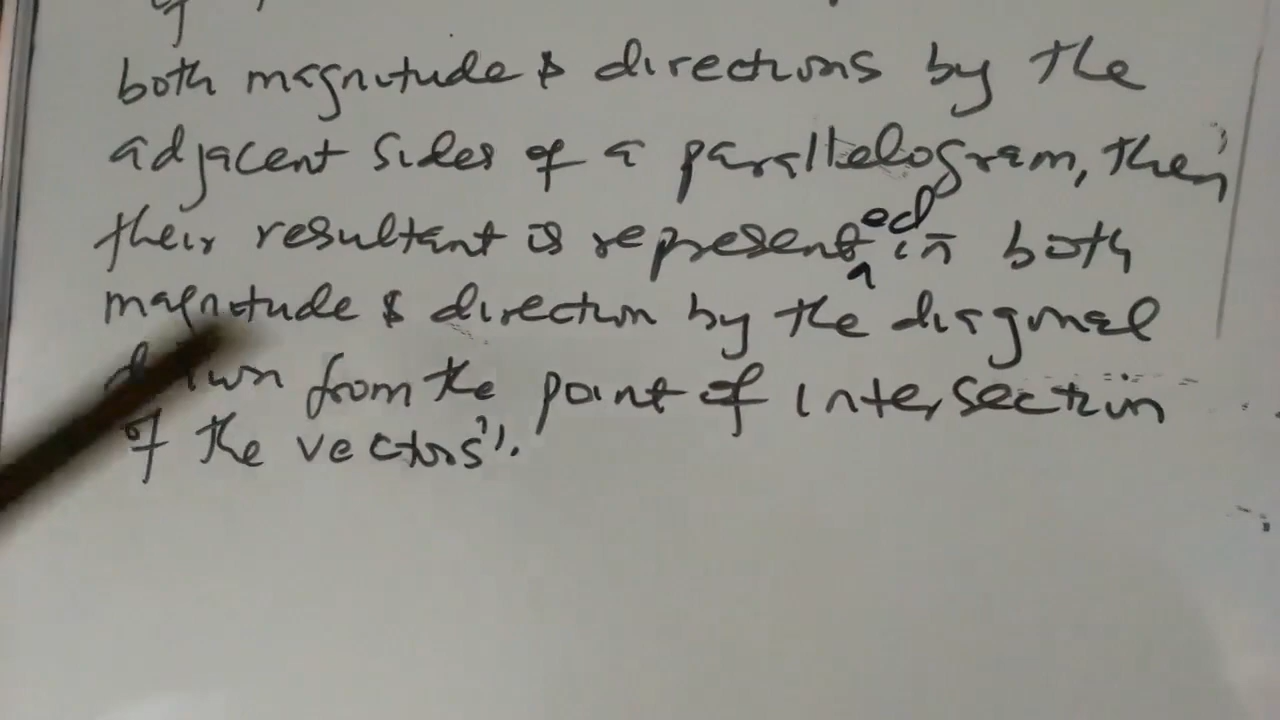 both magnitude & directions by the
adjacent sides of a parallelogram, then
their resultant is represented in both
magnitude & direction by the diagonal
drawn from the point of intersection
of the vectors".